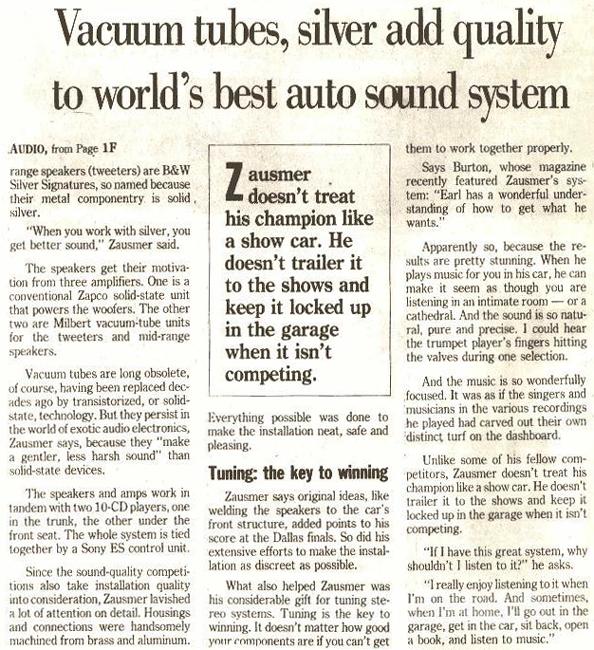 Vacuum tubes, silver add quality
to world's best auto sound system
AUDIO, from Page 1F
range speakers (tweeters) are B&W
Silver Signatures, so named because
their metal componentry is solid
silver.
"When you work with silver, you
get better sound," Zausmer said.
The speakers get their motiva-
tion from three amplifiers. One is a
conventional Zapco solid-state unit
that powers the woofers. The other
two are Milbert vacuum-tube units
for the tweeters and mid-range
speakers.
Vacuum tubes are long obsolete,
of course, having been replaced dec-
ades ago by transistorized, or solid-
state, technology. But they persist in
the world of exotic audio electronics,
Zausmer says, because they "make
a gentler, less harsh sound" than
solid-state devices.
The speakers and amps work in
tandem with two 10-CD players, one
in the trunk, the other under the
front seat. The whole system is tied
together by a Sony ES control unit.
Since the sound-quality competi-
tions also take installation quality
into consideration, Zausmer lavished
a lot of attention on detail. Housings
and connections were handsomely
machined from brass and aluminum.
Zausmer
doesn't treat
his champion like
a show car. He
doesn't trailer it
to the shows and
keep it locked up
in the garage
when it isn't
competing.
Everything possible was done to
make the installation neat, safe and
pleasing.
Tuning: the key to winning
Zausmer says original ideas, like
welding the speakers to the car's
front structure, added points to his
score at the Dallas finals. So did his
extensive efforts to make the instal-
lation as discreet as possible.
What also helped Zausmer was
his considerable gift for tuning ste-
reo systems. Tuning is the key to
winning. It doesn't matter how good
your components are if you can't get
them to work together properly.
Says Burton, whose magazine
recently featured Zausmer's sys-
tem: "Earl has a wonderful under-
standing of how to get what he
wants."
Apparently so, because the re-
sults are pretty stunning. When he
plays music for you in his car, he can
make it seem as though you are
listening in an intimate room — or a
cathedral. And the sound is so natu-
ral, pure and precise. I could hear
the trumpet player's fingers hitting
the valves during one selection.
And the music is so wonderfully
focused. It was as if the singers and
musicians in the various recordings
he played had carved out their own
distinct turf on the dashboard.
Unlike some of his fellow com-
petitors, Zausmer doesn't treat his
champion like a show car. He doesn't
trailer it to the shows and keep it
locked up in the garage when it isn't
competing.
"If I have this great system, why
shouldn't I listen to it?" he asks.
"I really enjoy listening to it when
I'm on the road. And sometimes,
when I'm at home, I'll go out in the
garage, get in the car, sit back, open
a book, and listen to music."